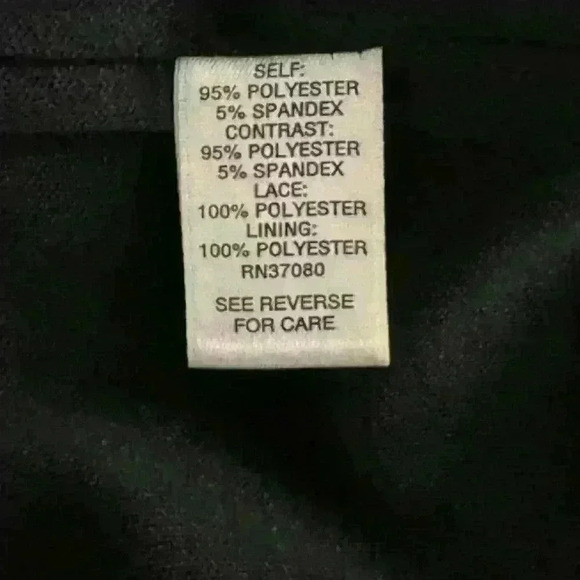 SELF:
95% POLYESTER
5% SPANDEX
CONTRAST:
95% POLYESTER
5% SPANDEX
LACE:
100% POLYESTER
LINING:
100% POLYESTER
RN37080
SEE REVERSE
FOR CARE